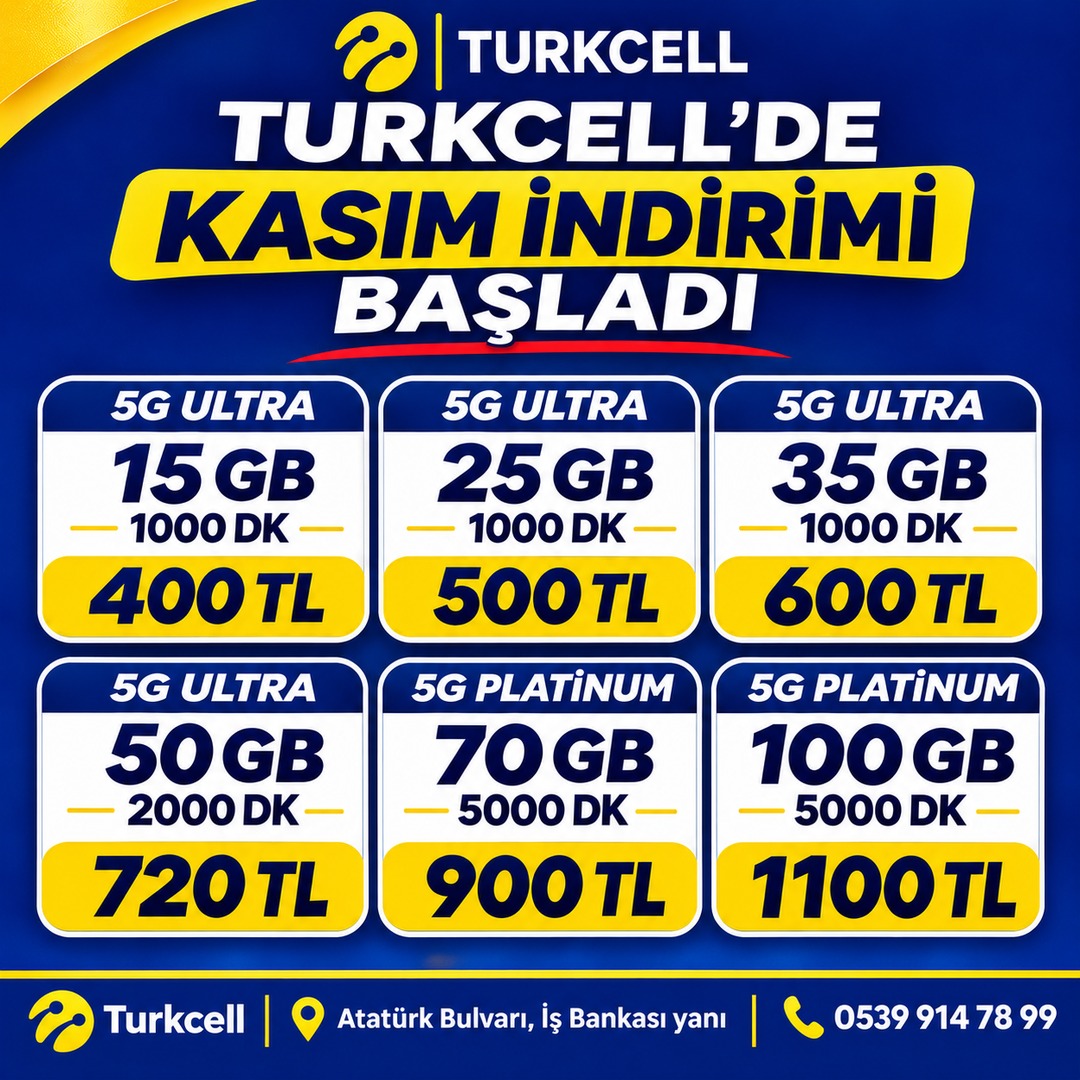 TURKCELL
TURKCELL'DE
KASIM İNDİRİMİ
BAŞLADI
5G ULTRA
15 GB
1000 DK
400 TL
5G ULTRA
25 GB
1000 DK
500 TL
5G ULTRA
35 GB
1000 DK
600 TL
5G ULTRA
50 GB
2000 DK
720 TL
5G PLATİNUM
70 GB
5000 DK
900 TL
5G PLATİNUM
100 GB
5000 DK
1100 TL
Turkcell
Atatürk Bulvarı, İş Bankası yanı
0539 914 78 99